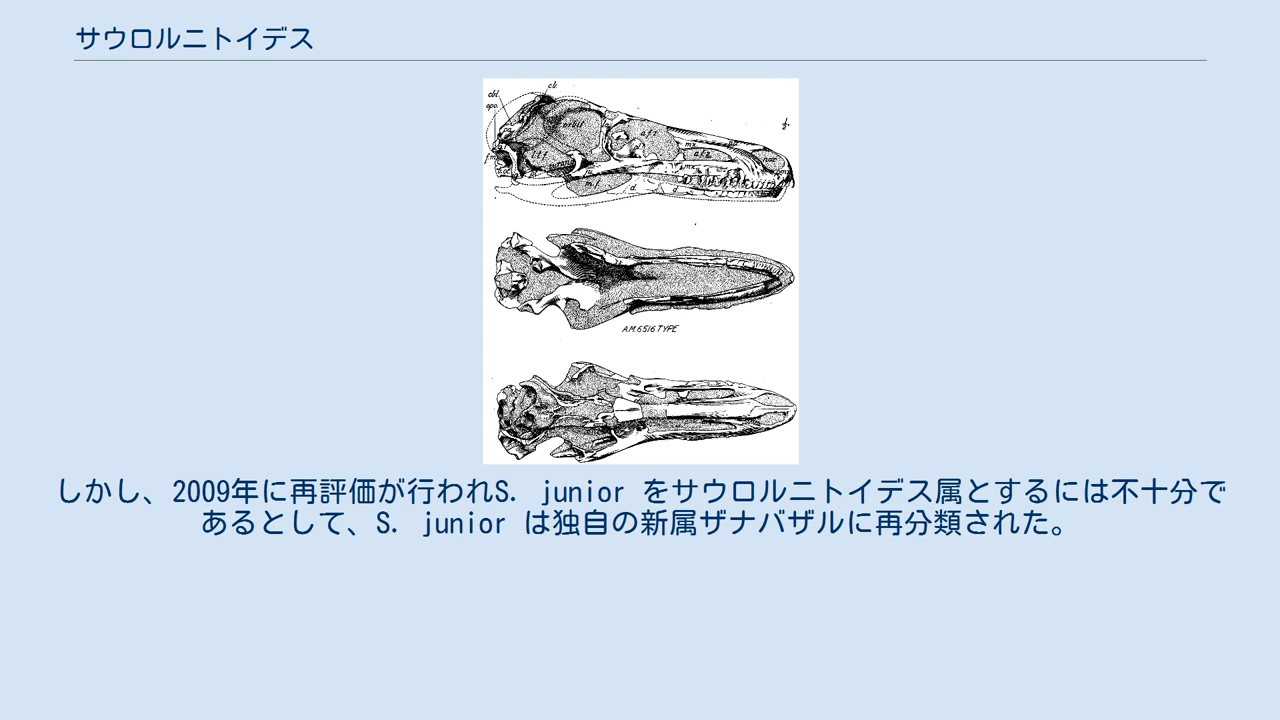 サウロルニトイデス
A.M.6516 TYPE
しかし、2009年に再評価が行われS. junior をサウロルニトイデス属とするには不十分で
あるとして、S. junior は独自の新属ザナバザルに再分類された。